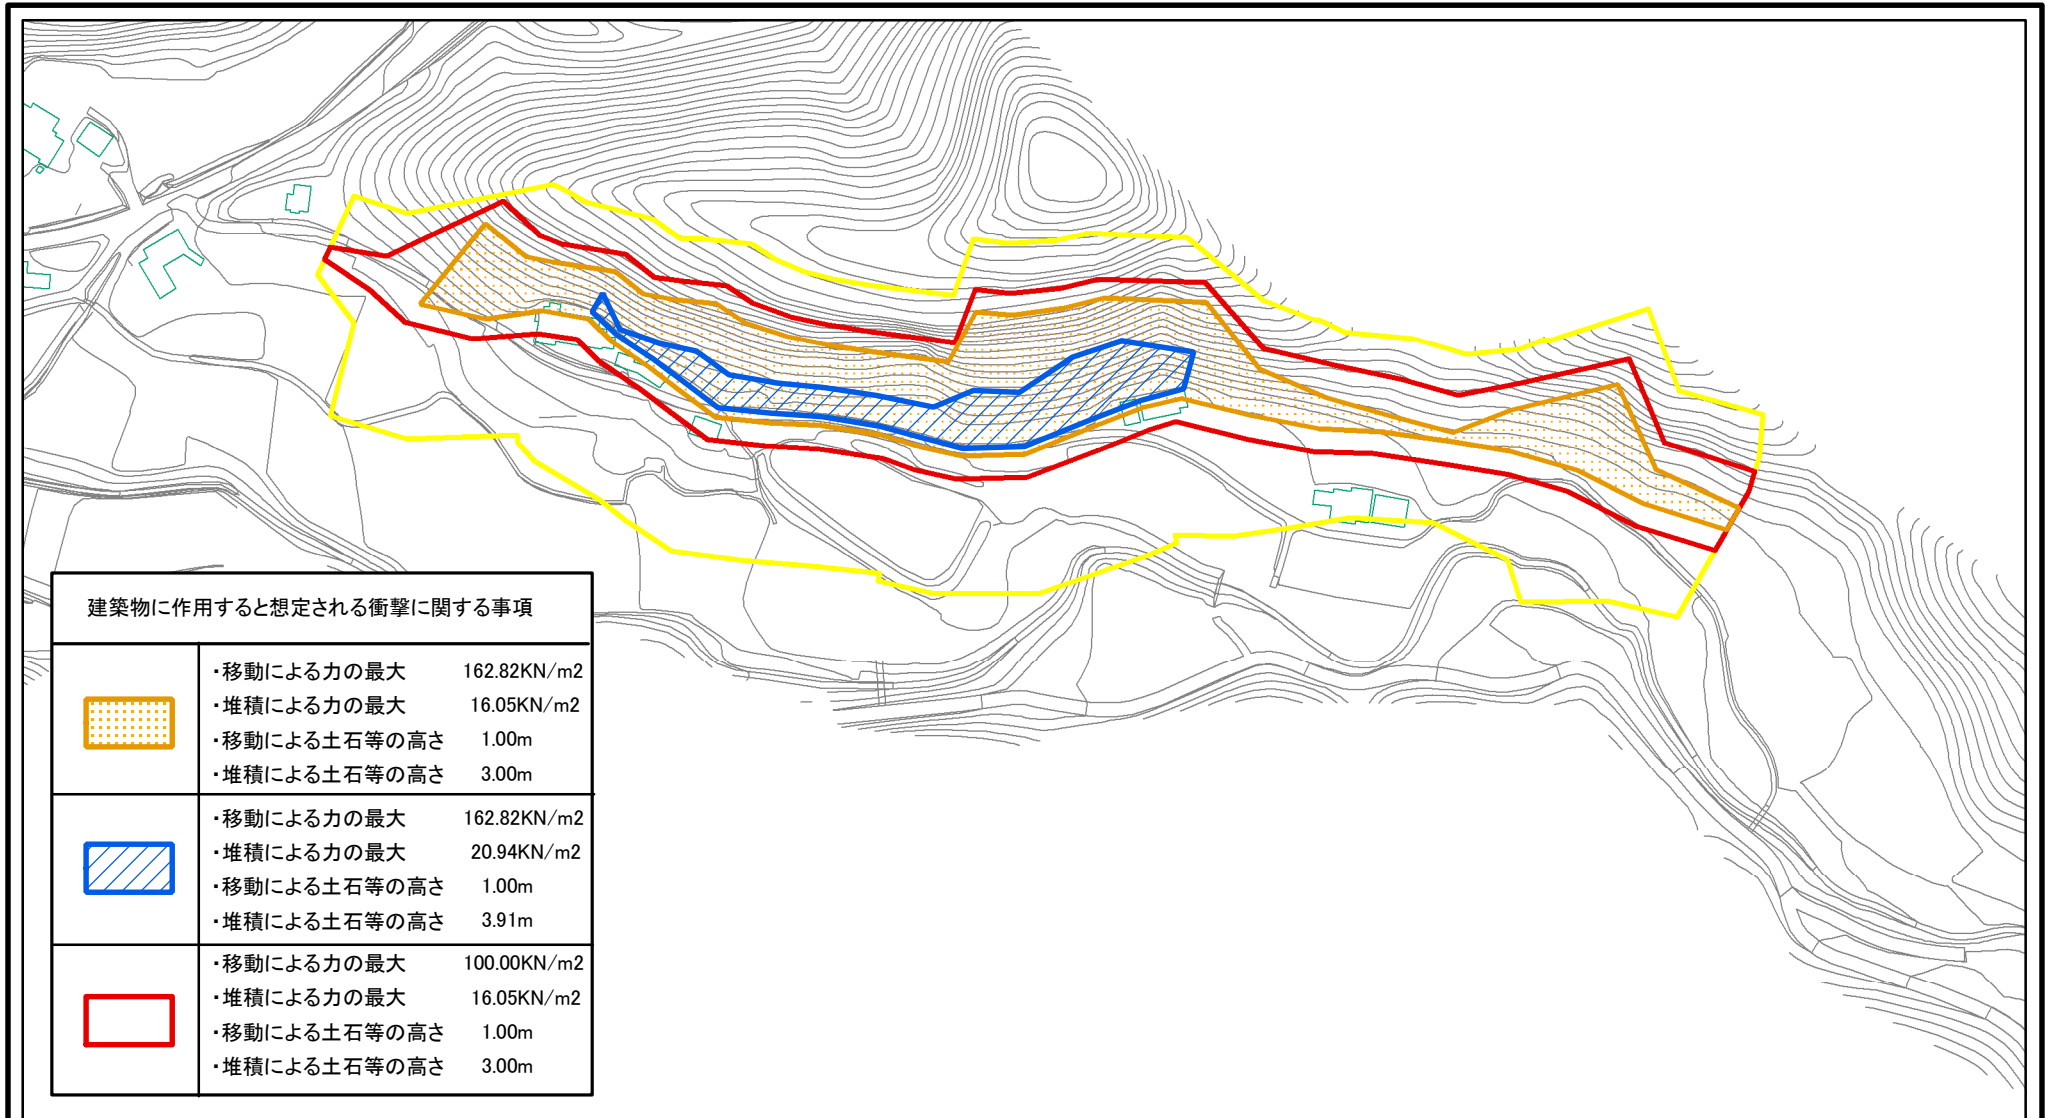 建築物に作用すると想定される衝撃に関する事項
・移動による力の最大 162.82KN/m2
・堆積による力の最大 16.05KN/m2
・移動による土石等の高さ 1.00m
・堆積による土石等の高さ 3.00m
・移動による力の最大 162.82KN/m2
・堆積による力の最大 20.94KN/m2
・移動による土石等の高さ 1.00m
・堆積による土石等の高さ 3.91m
・移動による力の最大 100.00KN/m2
・堆積による力の最大 16.05KN/m2
・移動による土石等の高さ 1.00m
・堆積による土石等の高さ 3.00m